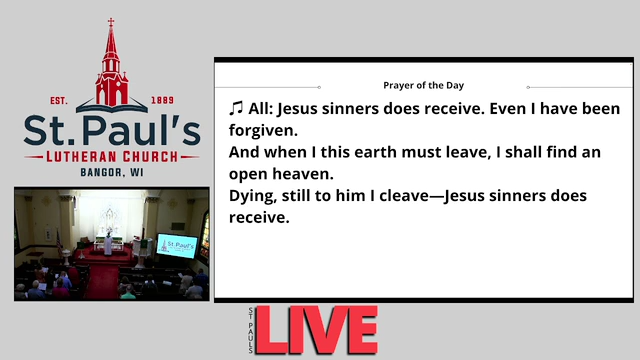 EST. 1889
St. Paul's
LUTHERAN CHURCH
BANGOR, WI
Prayer of the Day
♫ All: Jesus sinners does receive. Even I have been
forgiven.
And when I this earth must leave, I shall find an
open heaven.
Dying, still to him I cleave—Jesus sinners does
receive.
St. Paul's
ST PAULS
LIVE